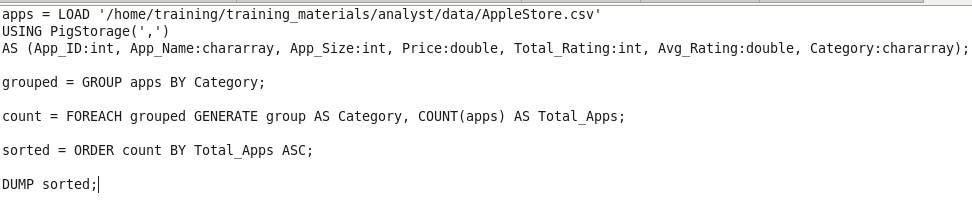 apps = LOAD '/home/training/training_materials/analyst/data/AppleStore.csv'
USING PigStorage(',')
AS (App_ID:int, App_Name:chararray, App_Size:int, Price:double, Total_Rating:int, Avg_Rating:double, Category:chararray);
grouped = GROUP apps BY Category;
count = FOREACH grouped GENERATE group AS Category, COUNT(apps) AS Total_Apps;
sorted = ORDER count BY Total_Apps ASC;
DUMP sorted;